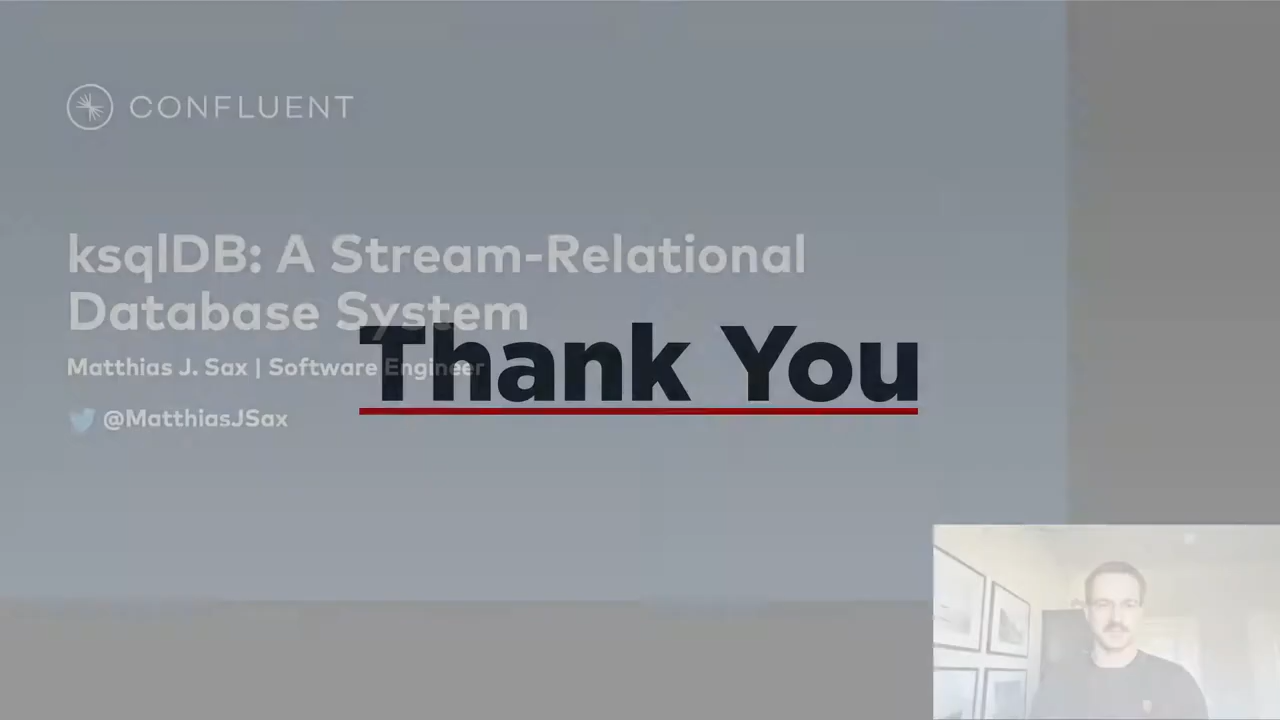 CONFLUENT
ksqlDB: A Stream-Relational
Database System
Matthias J. Sax | Software Engineer
@MatthiasJSax
Thank You